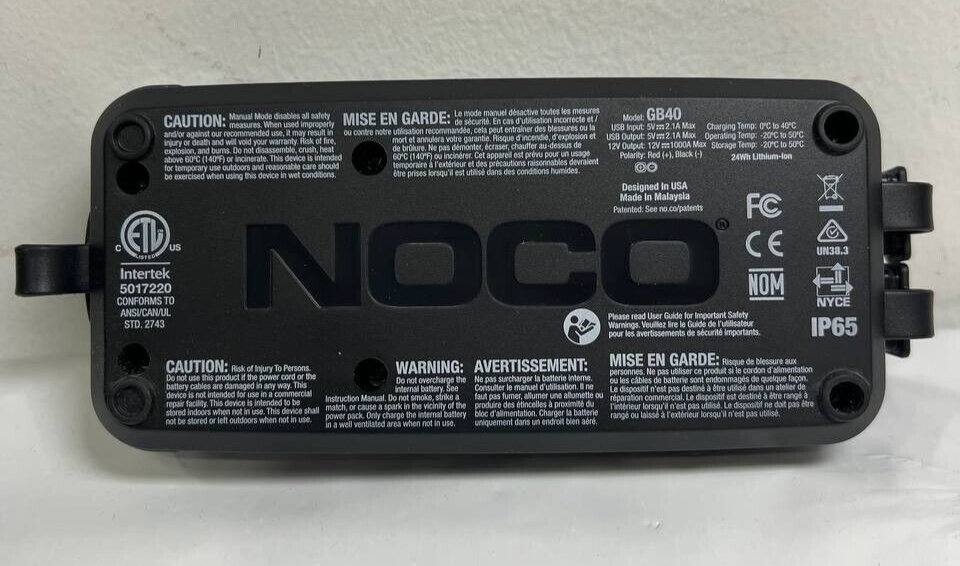 CAUTION: Manual Mode disables all safety
measures. When used improperly
and/or against our recommended use, it may result in
injury or death and will void your warranty. Risk of fire,
explosion, and burns. Do not disassemble, crush, heat
above 60°C (140°F) or incinerate. This device is intended
for temporary use outdoors and reasonable care should
be exercised when using this device in wet conditions.
MISE EN GARDE: Le mode manuel désactive toutes les mesures
de sécurité. En cas d'utilisation incorrecte et /
ou contre notre utilisation recommandée, cela peut entraîner des blessures ou la
mort et annulera votre garantie. Risque d'incendie, d'explosion et
de brûlure. Ne pas démonter, écraser, chauffer au-dessus de
60°C (140°F) ou incinérer. Cet appareil est prévu pour un usage
temporaire à l'extérieur et des précautions raisonnables devraient
être prises lorsqu'il est utilisé dans des conditions humides.
Model: GB40
USB Input: 5V⎓2.1A Max
USB Output: 5V⎓2.1A Max
12V Output: 12V⎓1000A Max
Polarity: Red (+), Black (-)
Charging Temp: 0°C to 40°C
Operating Temp: -20°C to 50°C
Storage Temp: -20°C to 50°C
24Wh Lithium-Ion
Designed in USA
Made in Malaysia
Patented: See no.co/patents
C ETL US
LISTED
Intertek
5017220
CONFORMS TO
ANSI/CAN/UL
STD. 2743
NOCO®
FC
CE
NOM
UN38.3
NYCE
IP65
Please read User Guide for Important Safety
Warnings. Veuillez lire le Guide de l'utilisateur
pour les avertissements de sécurité importants.
CAUTION: Risk of Injury To Persons.
Do not use this product if the power cord or the
battery cables are damaged in any way. This
device is not intended for use in a commercial
repair facility. This device is intended to be
stored indoors when not in use. This device shall
not be stored or left outdoors when not in use.
WARNING:
Do not overcharge the
internal battery. See
Instruction Manual. Do not smoke, strike a
match, or cause a spark in the vicinity of the
power pack. Only charge the internal battery
in a well ventilated area when not in use.
AVERTISSEMENT:
Ne pas surcharger la batterie interne.
Consulter le manuel d'utilisation. Il ne
faut pas fumer, allumer une allumette ou
produire des étincelles à proximité du
bloc d'alimentation. Charger la batterie
uniquement dans un endroit bien aéré.
MISE EN GARDE: Risque de blessure aux
personnes. Ne pas utiliser ce produit si le cordon d'alimentation
ou les câbles de batterie sont endommagés de quelque façon.
Le dispositif n'est pas destiné à être utilisé dans un atelier de
réparation commercial. Le dispositif est destiné à être rangé à
l'intérieur lorsqu'il n'est pas utilisé. Le dispositif ne doit pas être
rangé ou laissé à l'extérieur lorsqu'il n'est pas utilisé.